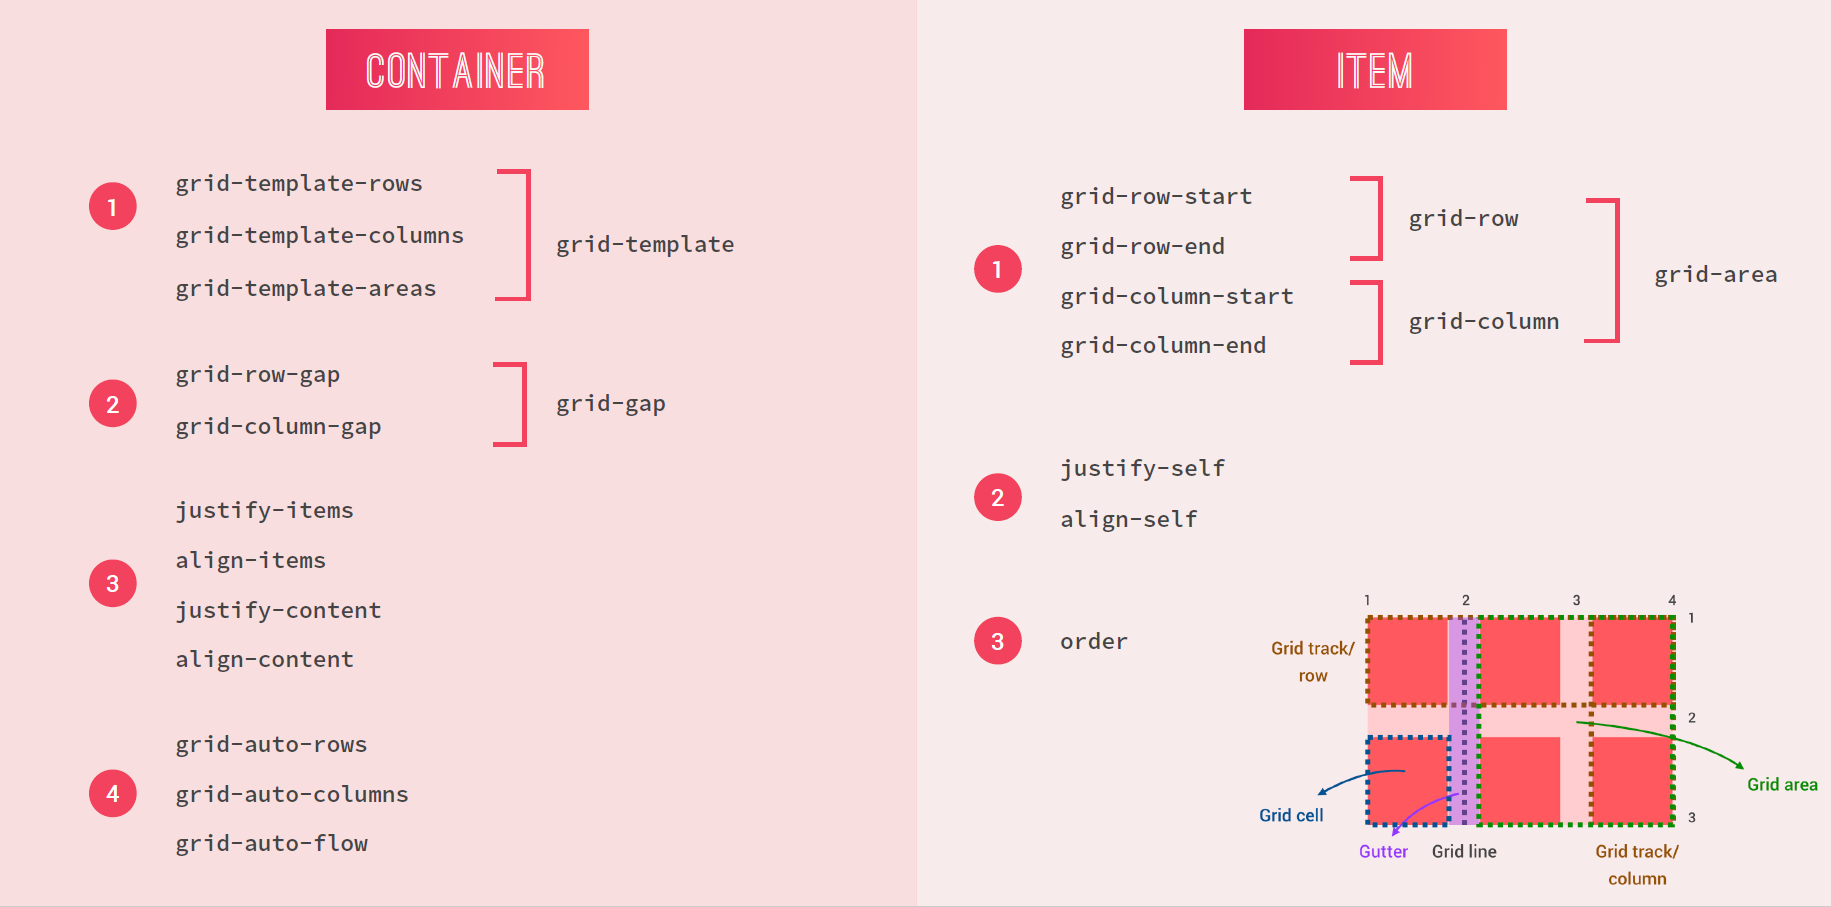 CONTAINER
1
grid-template-rows
grid-template-columns
grid-template-areas
grid-template
2
grid-row-gap
grid-column-gap
grid-gap
3
justify-items
align-items
justify-content
align-content
4
grid-auto-rows
grid-auto-columns
grid-auto-flow
ITEM
1
grid-row-start
grid-row-end
grid-column-start
grid-column-end
grid-row
grid-column
grid-area
2
justify-self
align-self
3
order
1 2 3 4
1
2
3
Grid track/
row
Grid cell
Gutter
Grid line
Grid track/
column
Grid area